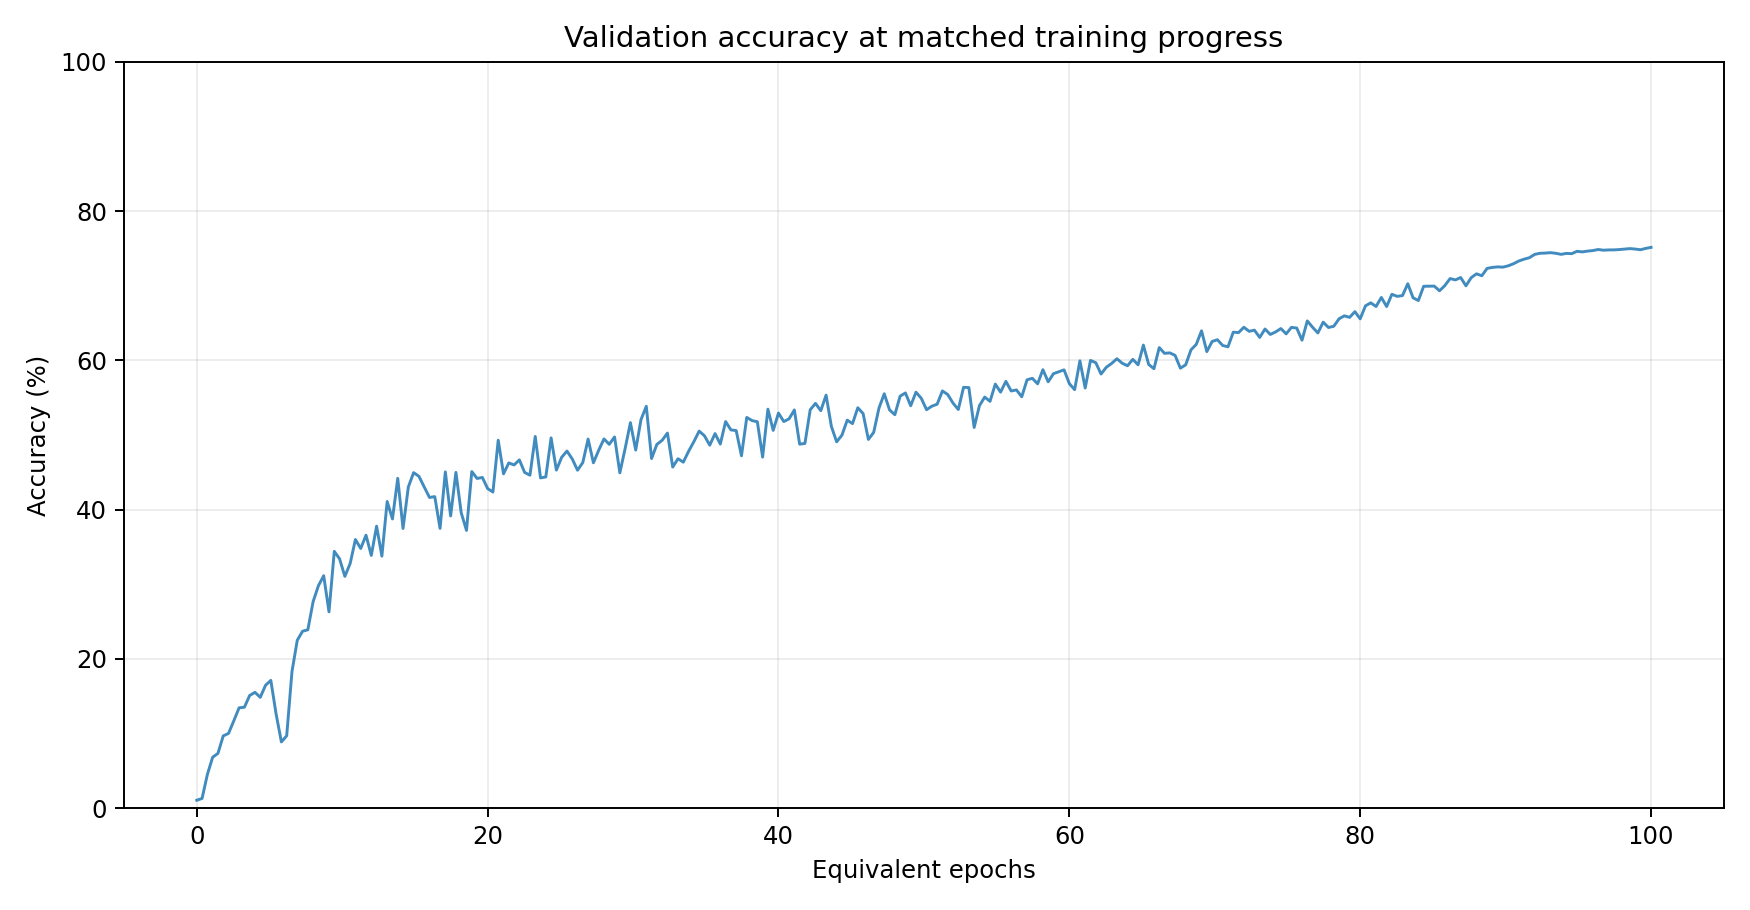 Validation accuracy at matched training progress
100
80
60
40
20
0
Accuracy (%)
0 20 40 60 80 100
Equivalent epochs